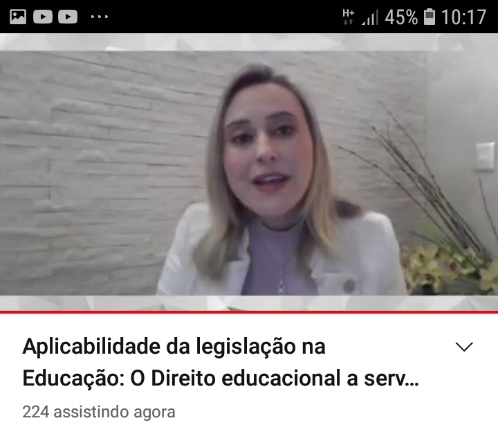 H+ 45% 10:17
Aplicabilidade da legislação na
Educação: O Direito educacional a serv...
224 assistindo agora